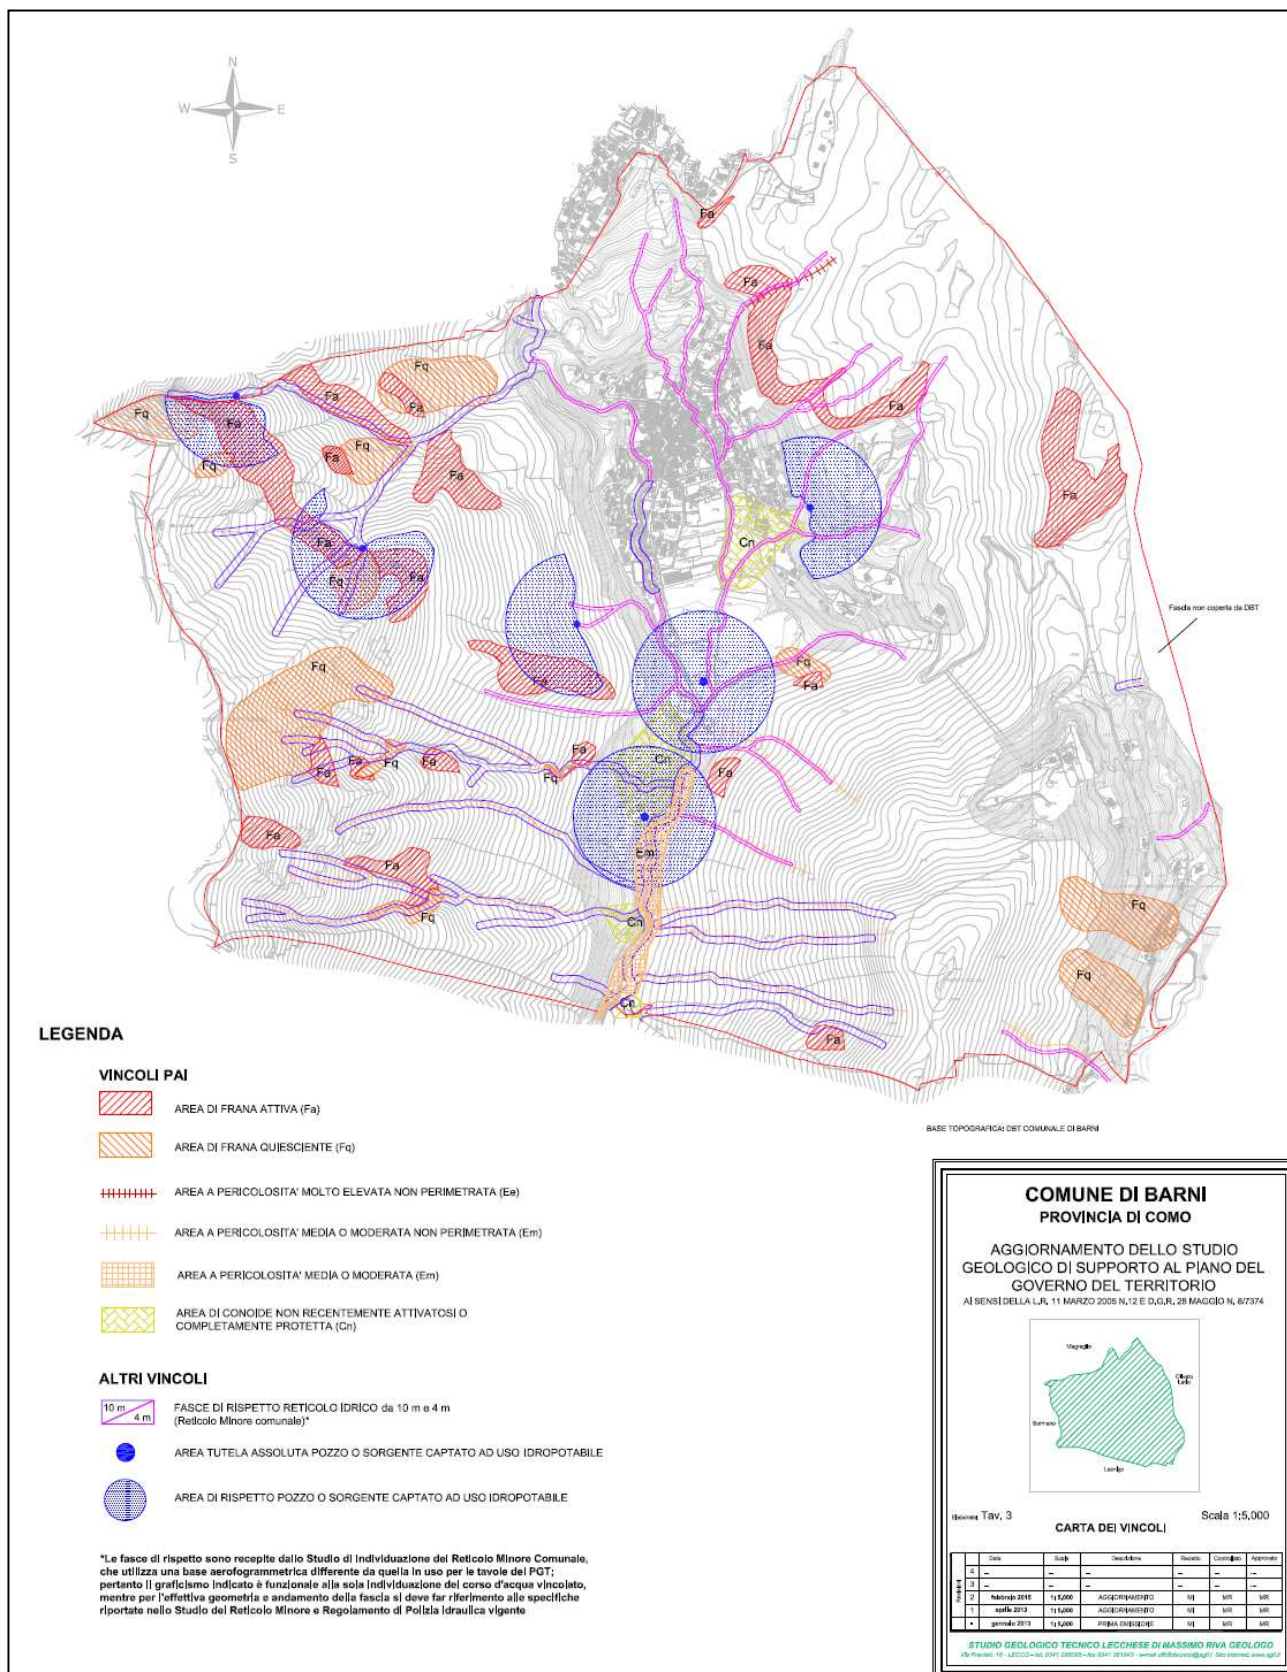 N
W
E
S
Fa
Fa
Fa
Fa
Fq
Fa
Fa
Fq
Fa
Fq
Fa
Fq
Fa
Fa
Fa
Cn
Fq
Fa
Fascia non coperta da DBT
Fq
Fa
Fa
Fq
Fa
Fa
Fq
Fa
Fa
Fq
Cn
Fa
Fa
Em
Fa
Fq
Cn
Fq
Fq
Cn
Fa
LEGENDA
VINCOLI PAI
AREA DI FRANA ATTIVA (Fa)
AREA DI FRANA QUIESCIENTE (Fq)
AREA A PERICOLOSITA' MOLTO ELEVATA NON PERIMETRATA (Ee)
AREA A PERICOLOSITA' MEDIA O MODERATA NON PERIMETRATA (Em)
AREA A PERICOLOSITA' MEDIA O MODERATA (Em)
AREA DI CONOIDE NON RECENTEMENTE ATTIVATOSI O
COMPLETAMENTE PROTETTA (Cn)
ALTRI VINCOLI
10 m
4 m
FASCE DI RISPETTO RETICOLO IDRICO da 10 m e 4 m
(Reticolo Minore comunale)*
AREA TUTELA ASSOLUTA POZZO O SORGENTE CAPTATO AD USO IDROPOTABILE
AREA DI RISPETTO POZZO O SORGENTE CAPTATO AD USO IDROPOTABILE
*Le fasce di rispetto sono recepite dallo Studio di Individuazione del Reticolo Minore Comunale,
che utilizza una base aerofogrammetrica differente da quella in uso per le tavole del PGT;
pertanto il graficismo indicato è funzionale alla sola individuazione del corso d'acqua vincolato,
mentre per l'effettiva geometria e andamento della fascia si deve far riferimento alle specifiche
riportate nello Studio del Reticolo Minore e Regolamento di Polizia idraulica vigente
BASE TOPOGRAFICA: DBT COMUNALE DI BARNI
COMUNE DI BARNI
PROVINCIA DI COMO
AGGIORNAMENTO DELLO STUDIO
GEOLOGICO DI SUPPORTO AL PIANO DEL
GOVERNO DEL TERRITORIO
AI SENSI DELLA L.R. 11 MARZO 2005 N.12 E D.G.R. 28 MAGGIO N. 8/7374
Magreglio
Oliveto
Lario
Sormano
Lasnigo
Elaborato: Tav. 3 Scala 1:5.000
CARTA DEI VINCOLI
Data Scala Descrizione Redatto Controllato Approvato
4 – – – – – –
3 – – – – – –
2 febbraio 2015 1:5.000 AGGIORNAMENTO MR MR
1 aprile 2013 1:5.000 AGGIORNAMENTO MR MR
gennaio 2013 1:5.000 PRIMA EMISSIONE MR MR
STUDIO GEOLOGICO TECNICO LECCHESE DI MASSIMO RIVA GEOLOGO